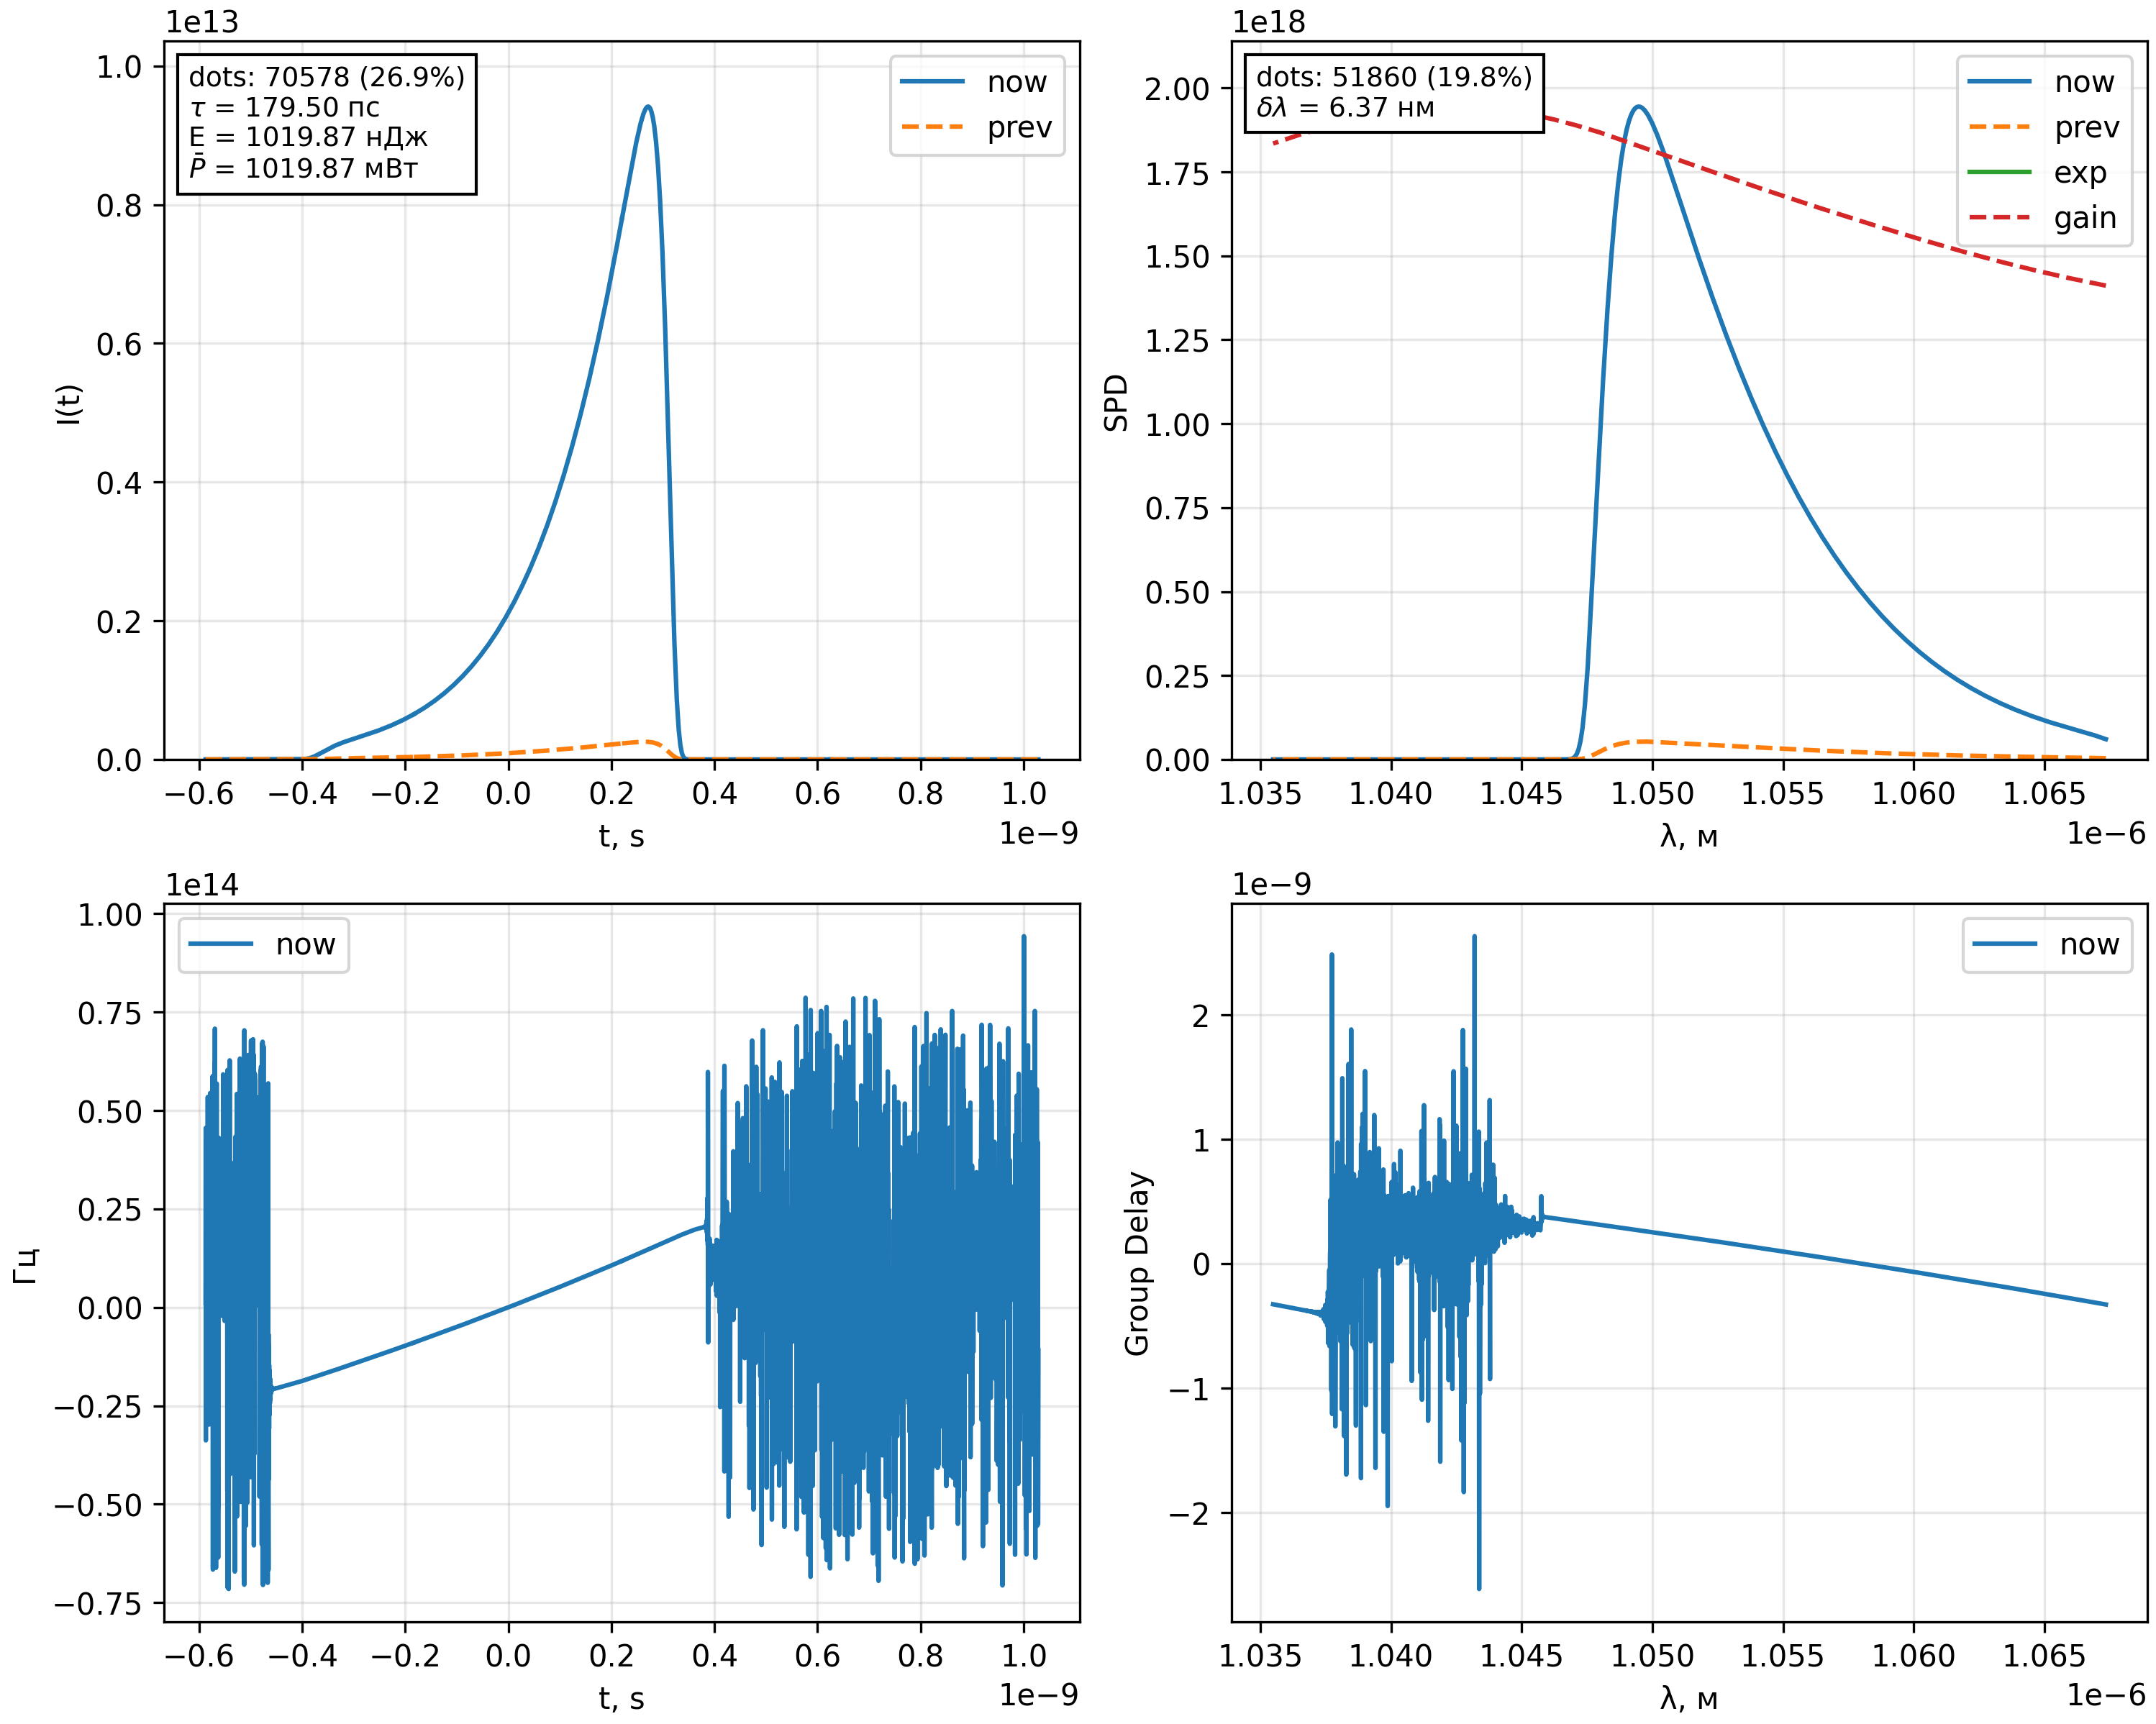 1e13
I(t)
1.0
0.8
0.6
0.4
0.2
0.0
dots: 70578 (26.9%)
τ = 179.50 пс
E = 1019.87 нДж
P̄ = 1019.87 мВт
now
prev
−0.6 −0.4 −0.2 0.0 0.2 0.4 0.6 0.8 1.0
t, s
1e−9
1e18
SPD
2.00
1.75
1.50
1.25
1.00
0.75
0.50
0.25
0.00
dots: 51860 (19.8%)
δλ = 6.37 нм
now
prev
exp
gain
1.035 1.040 1.045 1.050 1.055 1.060 1.065
λ, м
1e−6
1e14
Гц
1.00
0.75
0.50
0.25
0.00
−0.25
−0.50
−0.75
now
−0.6 −0.4 −0.2 0.0 0.2 0.4 0.6 0.8 1.0
t, s
1e−9
1e−9
Group Delay
2
1
0
−1
−2
now
1.035 1.040 1.045 1.050 1.055 1.060 1.065
λ, м
1e−6